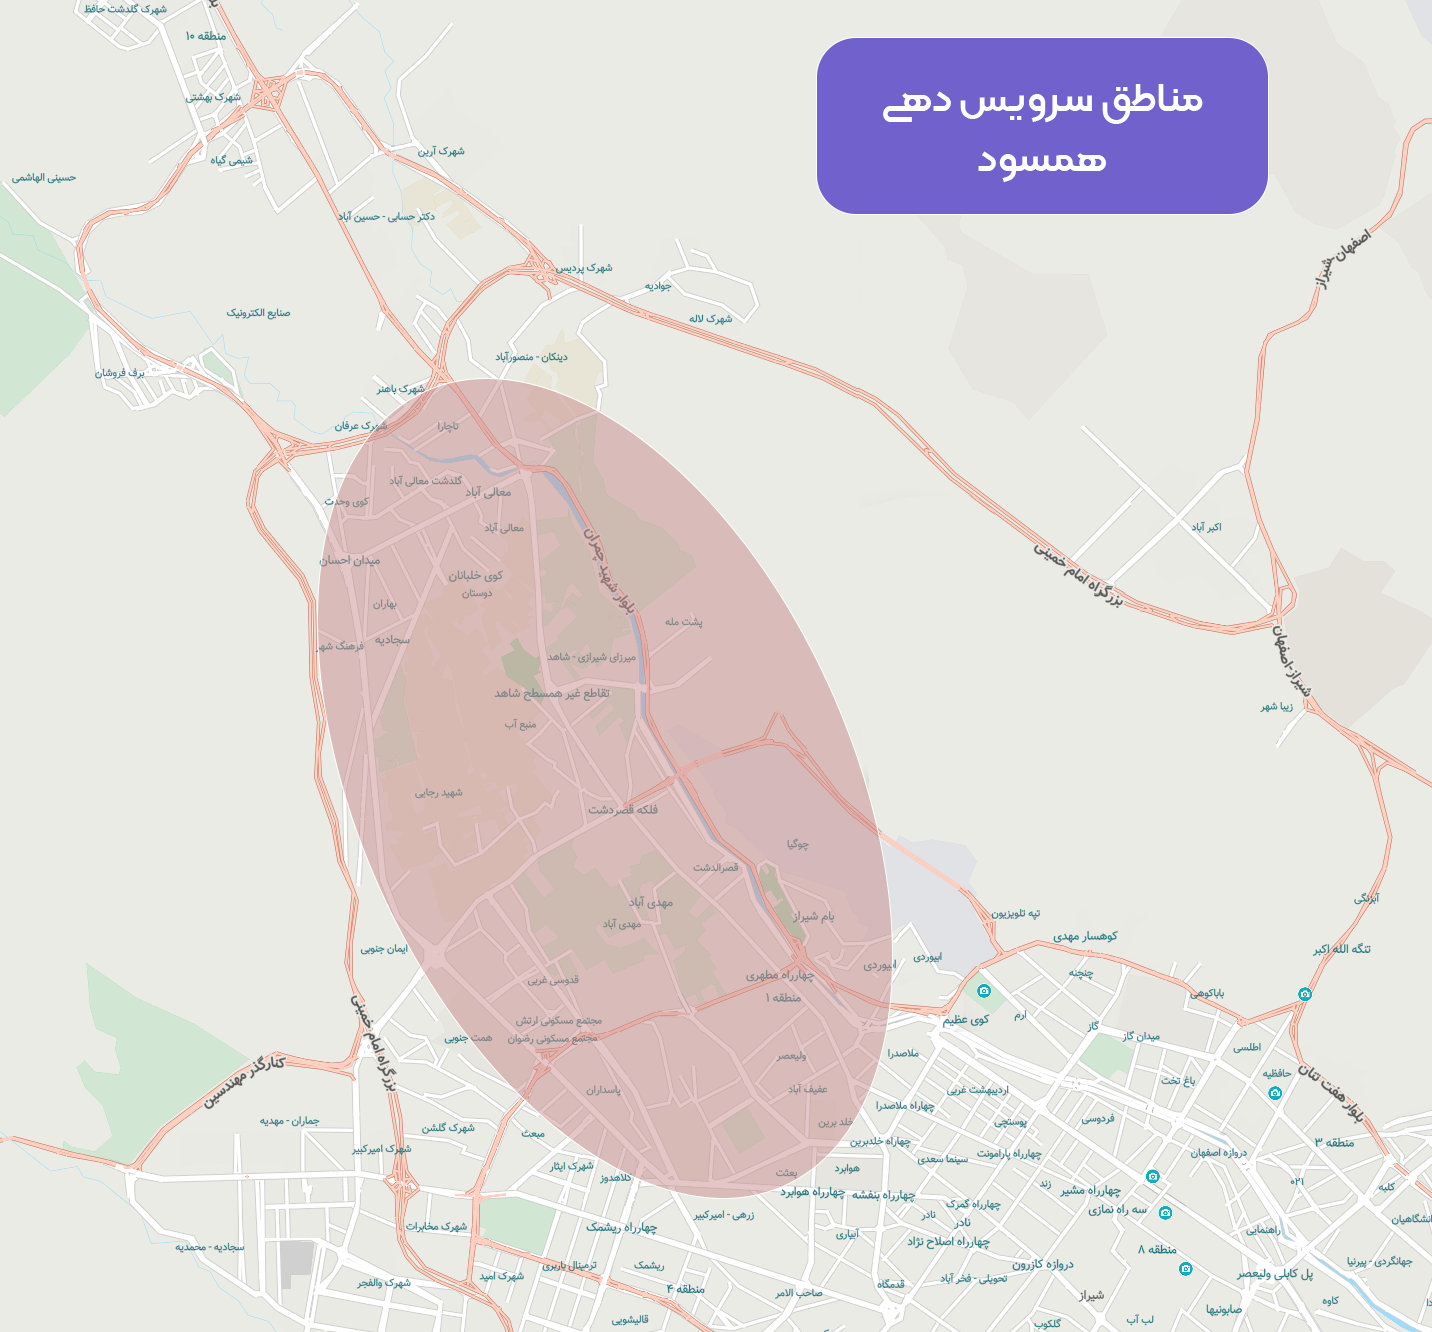 مناطق سرویس دهی
همسود
شهرک گلدشت حافظ
منطقه ۱۰
شهرک بهشتی
شهرک آرین
شیمی گیاه
حسینی الهاشمی
دکتر حسابی - حسین آباد
اصفهان
شیراز
شهرک پردیس
جوادیه
صنایع الکترونیک
شهرک لاله
دینکان - منصورآباد
برف فروشان
شهرک باهنر
شهرک عرفان
ناچارا
گلدشت معالی آباد
معالی آباد
کوی وحدت
معالی آباد
اکبر آباد
بلوار شهید چمران
بزرگراه امام خمینی
میدان احسان
کوی خلبانان
دوستان
بهاران
پشت مله
سجادیه
فرهنگ شهر
میرزای شیرازی - شاهد
شیراز-اصفهان
تقاطع غیر همسطح شاهد
زیبا شهر
منبع آب
شهید رجایی
فلکه قصردشت
چوگیا
قصرالدشت
مهدی آباد
آبزنگی
بام شیراز
تپه تلویزیون
مهدی آباد
کوهسار مهدی
ایمان جنوبی
تنگه الله اکبر
ابیوردی
ابیوردی
چهارراه مطهری
چنچنه
قدوسی غربی
منطقه ۱
باباکوهی
بزرگراه امام خمینی
مجتمع مسکونی ارتش
کوی عظیم
ارم
گاز
همت جنوبی
مجتمع مسکونی رضوان
میدان گاز
ولیعصر
ملاصدرا
اطلسی
کنارگذر مهندسین
حافظیه
پاسداران
عفیف آباد
اردیبهشت غربی
باغ تخت
بلوار هفت تنان
چهاراه ملاصدرا
جماران - مهدیه
خلد برین
پوستچی
فردوسی
شهرک گلشن
مبعث
چهاراه خلدبرین
منطقه ۳
شهرک امیرکبیر
سینما سعدی
چهارراه پارامونت
دروازه اصفهان
شهرک ایثار
کلاهدوز
بعثت
هوابرد
زند
۰۲۱
کلبه
چهارراه هوابرد
چهارراه بنفشه
چهارراه مشیر
چهارراه گمرک
سه راه نمازی
زرهی - امیرکبیر
نادر
نادر
شهرک مخابرات
چهارراه ریشمک
آبیاری
راهنمایی
سجادیه - محمدیه
چهارراه اصلاح نژاد
منطقه ۸
ترمینال باربری
ریشمک
دروازه کازرون
جهانگردی - پیرنیا
شهرک والفجر
شهرک امید
قدمگاه
تحویلی - فخر آباد
پل کابلی ولیعصر
منطقه ۴
صاحب الامر
شیراز
کاوه
صابونیها
قالیشویی
گلکوب
لب آب